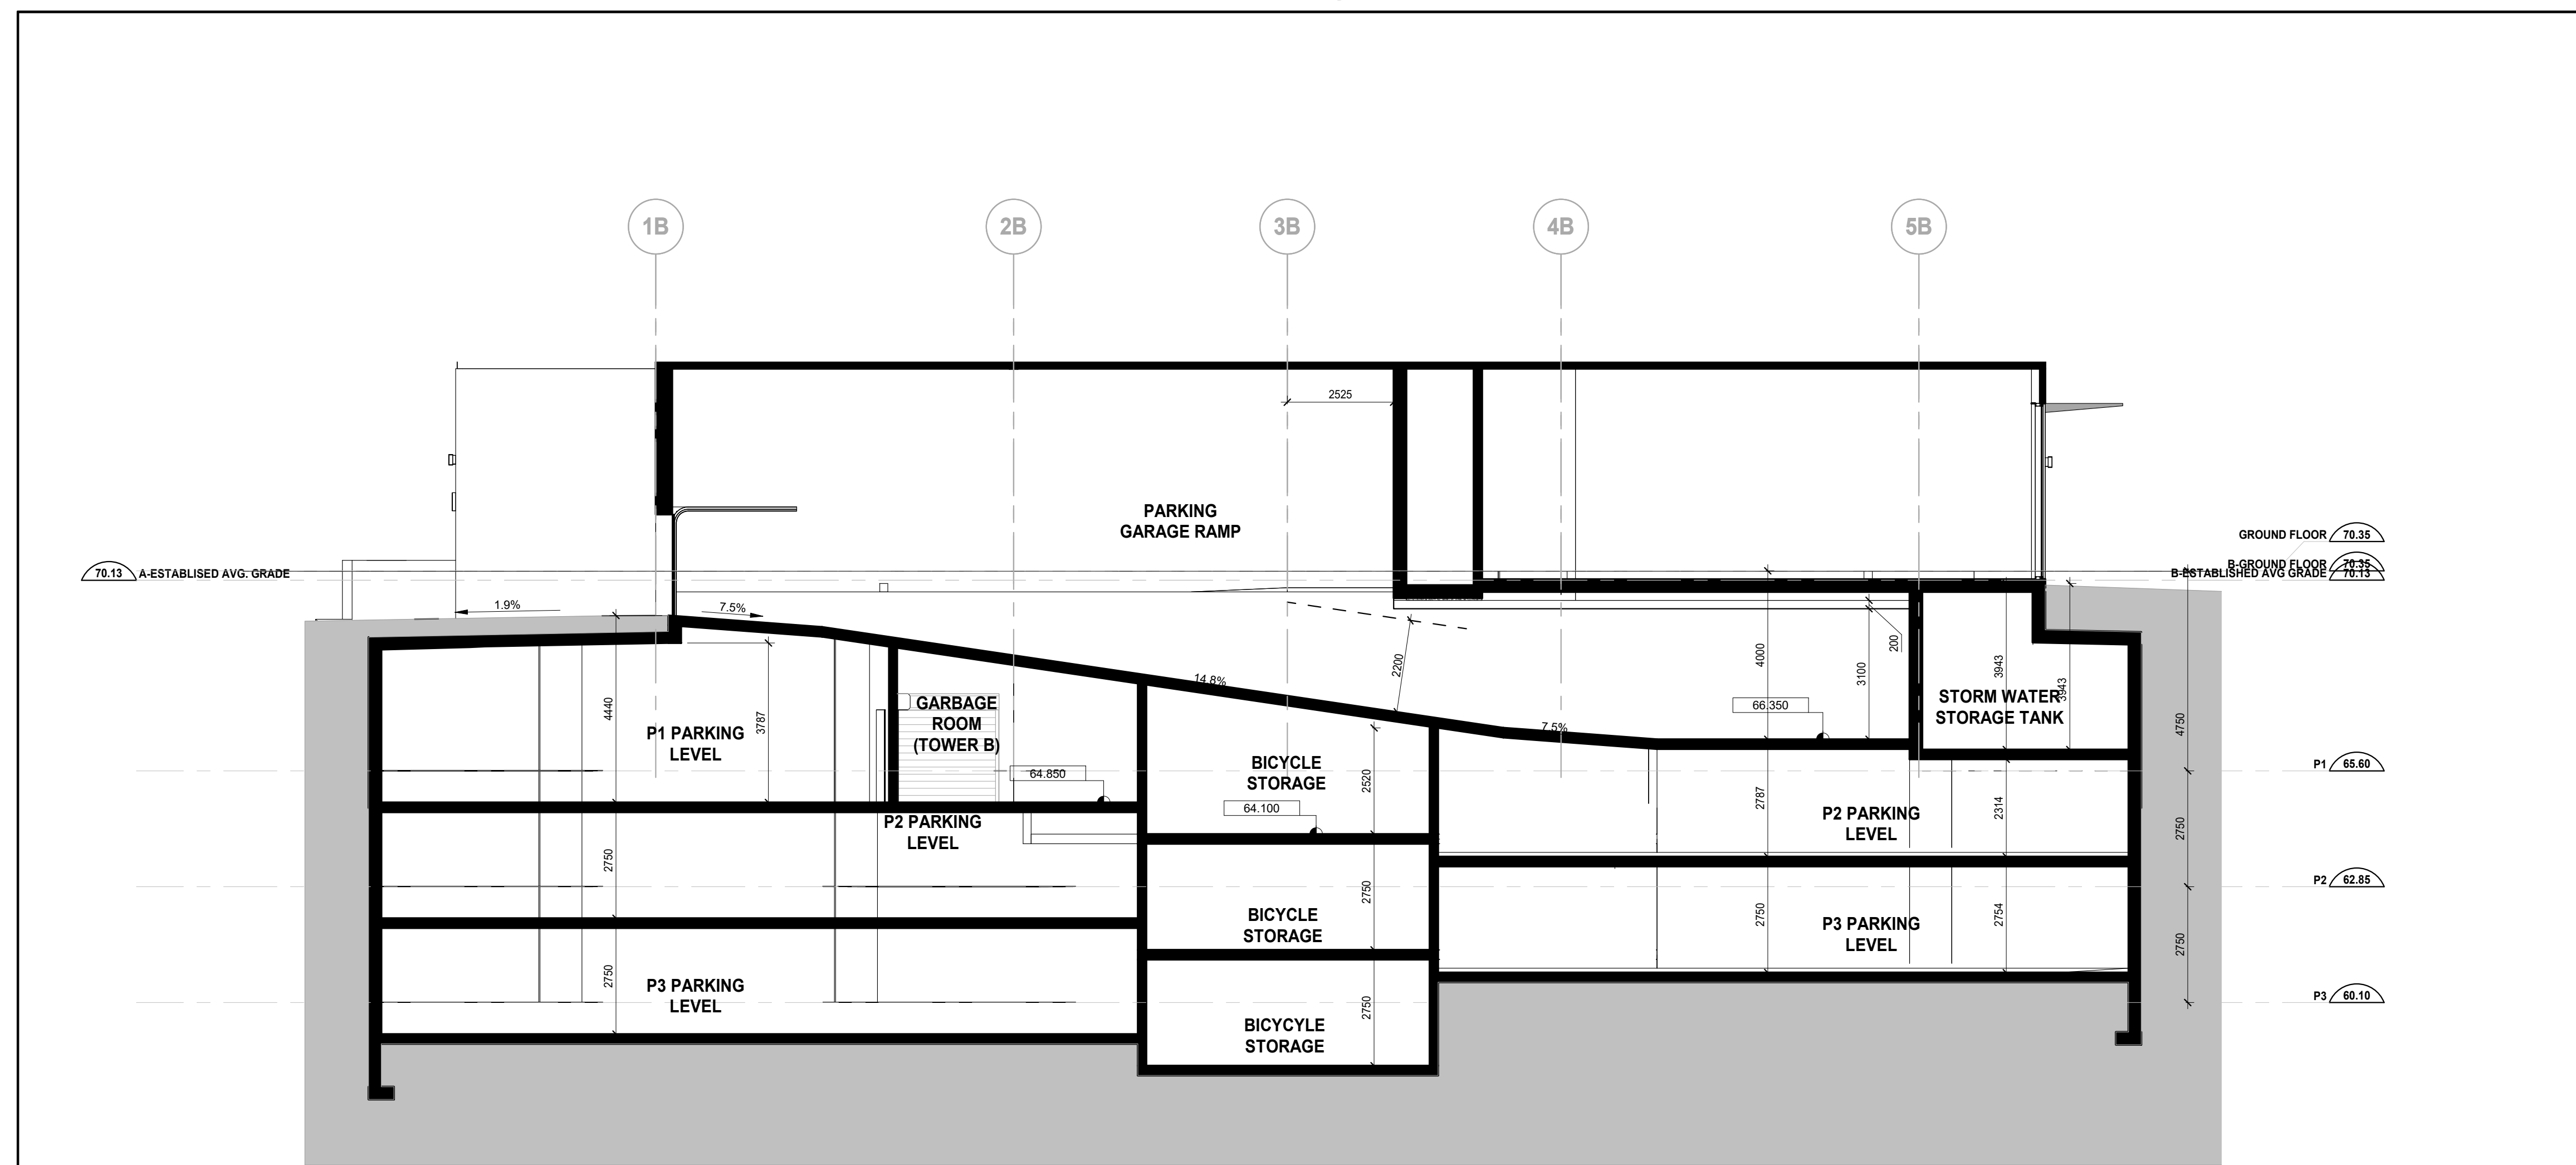 1B
2B
3B
4B
5B
2525
PARKING
GARAGE RAMP
GROUND FLOOR 70.35
B-GROUND FLOOR 70.35
B-ESTABLISHED AVG GRADE 70.13
70.13 A-ESTABLISED AVG. GRADE
1.9%
7.5%
14.8%
7.5%
2200
4000
3100
200
3943
3943
4750
4440
3787
P1 PARKING
LEVEL
GARBAGE
ROOM
(TOWER B)
64.850
66.350
STORM WATER
STORAGE TANK
BICYCLE
STORAGE
2520
64.100
P1 65.60
2787
2314
2750
P2 PARKING
LEVEL
P2 PARKING
LEVEL
2750
2750
P2 62.85
BICYCLE
STORAGE
2750
2754
P3 PARKING
LEVEL
2750
P3 PARKING
LEVEL
2750
2750
BICYCYLE
STORAGE
P3 60.10